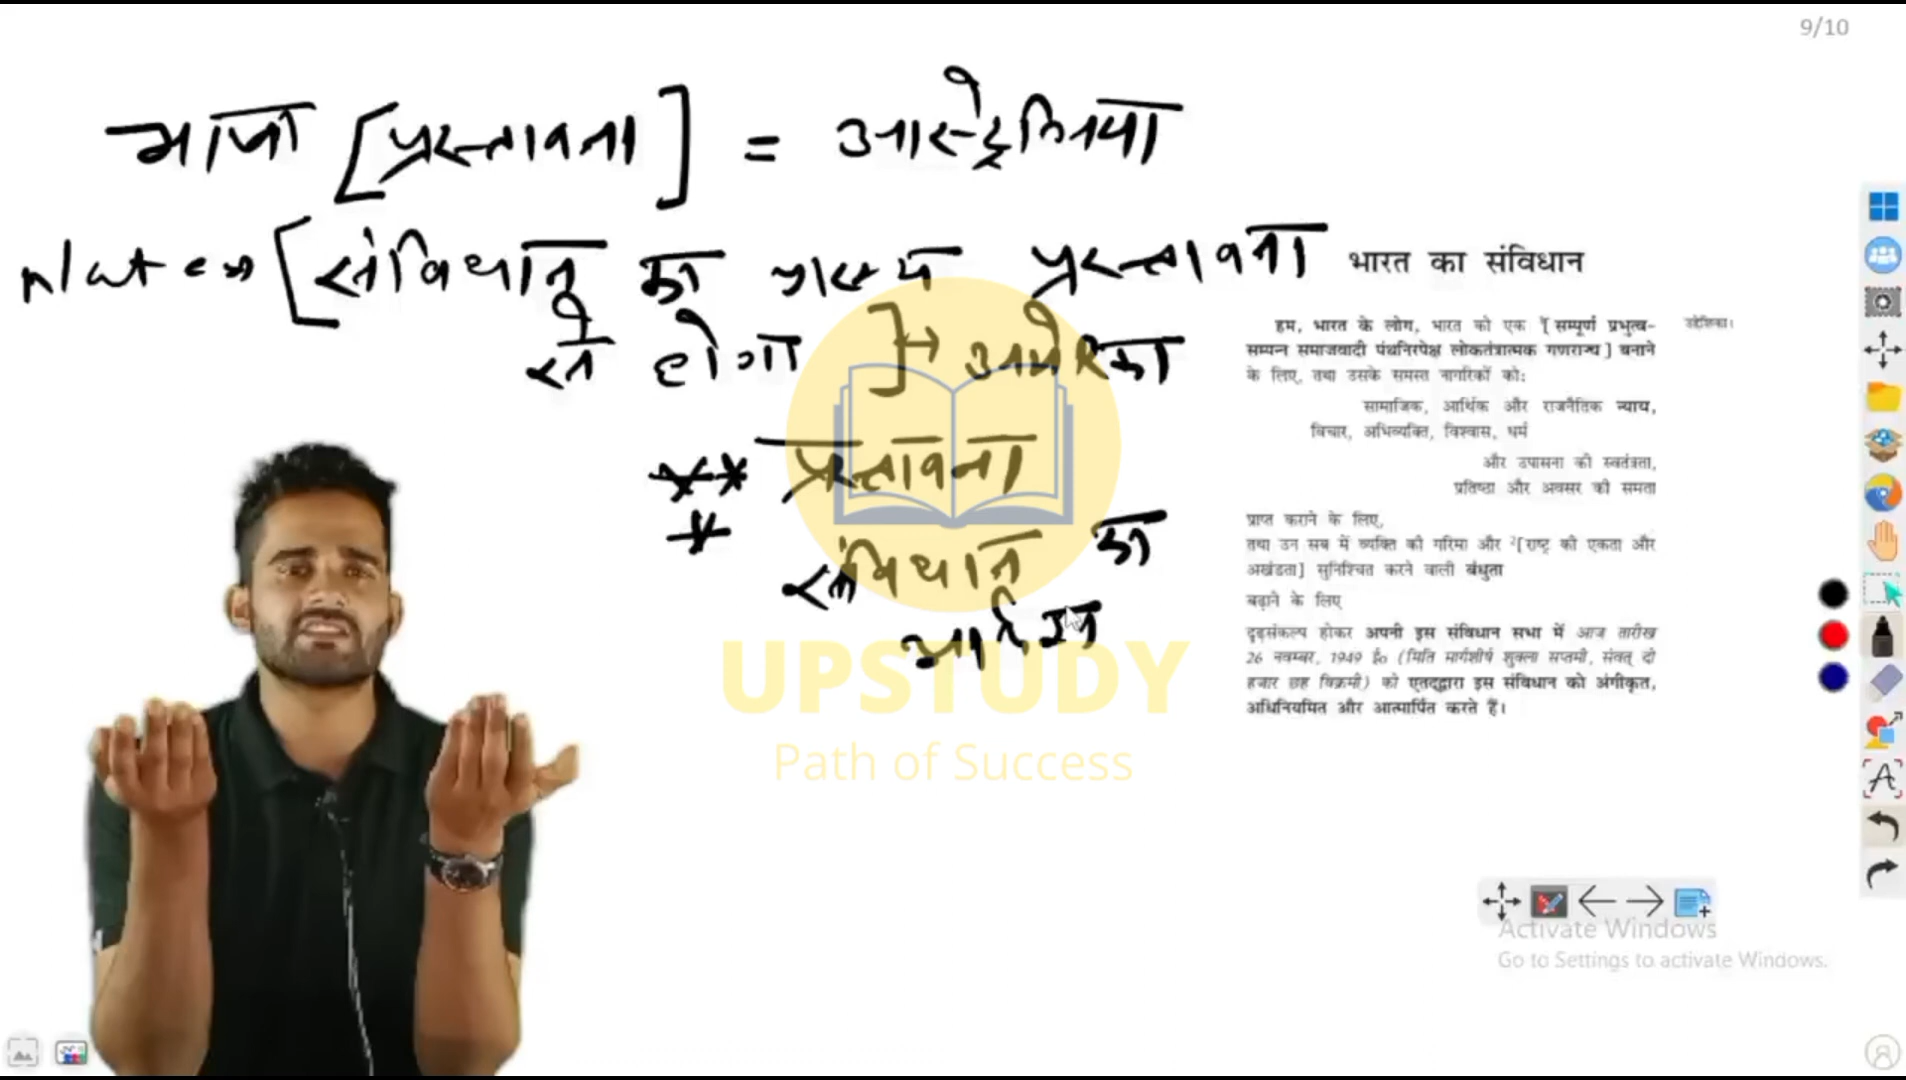 9/10
भाषा [प्रस्तावना] = आस्ट्रेलिया
Note => [संविधान का प्रारम्भ प्रस्तावना
से होगा] → अमेरिका
** प्रस्तावना
* संविधान का
UPSTUDY
Path of Success
भारत का संविधान
उद्देशिका।
हम, भारत के लोग, भारत को एक ¹[सम्पूर्ण प्रभुत्व-
सम्पन्न समाजवादी पंथनिरपेक्ष लोकतंत्रात्मक गणराज्य] बनाने
के लिए, तथा उसके समस्त नागरिकों को:
सामाजिक, आर्थिक और राजनैतिक न्याय,
विचार, अभिव्यक्ति, विश्वास, धर्म
और उपासना की स्वतंत्रता,
प्रतिष्ठा और अवसर की समता
प्राप्त कराने के लिए,
तथा उन सब में व्यक्ति की गरिमा और ²[राष्ट्र की एकता और
अखंडता] सुनिश्चित करने वाली बंधुता
बढ़ाने के लिए
दृढ़संकल्प होकर अपनी इस संविधान सभा में आज तारीख
26 नवम्बर, 1949 ई० (मिति मार्गशीर्ष शुक्ला सप्तमी, संवत् दो
हजार छह विक्रमी) को एतद्द्वारा इस संविधान को अंगीकृत,
अधिनियमित और आत्मार्पित करते हैं।
Activate Windows
Go to Settings to activate Windows.